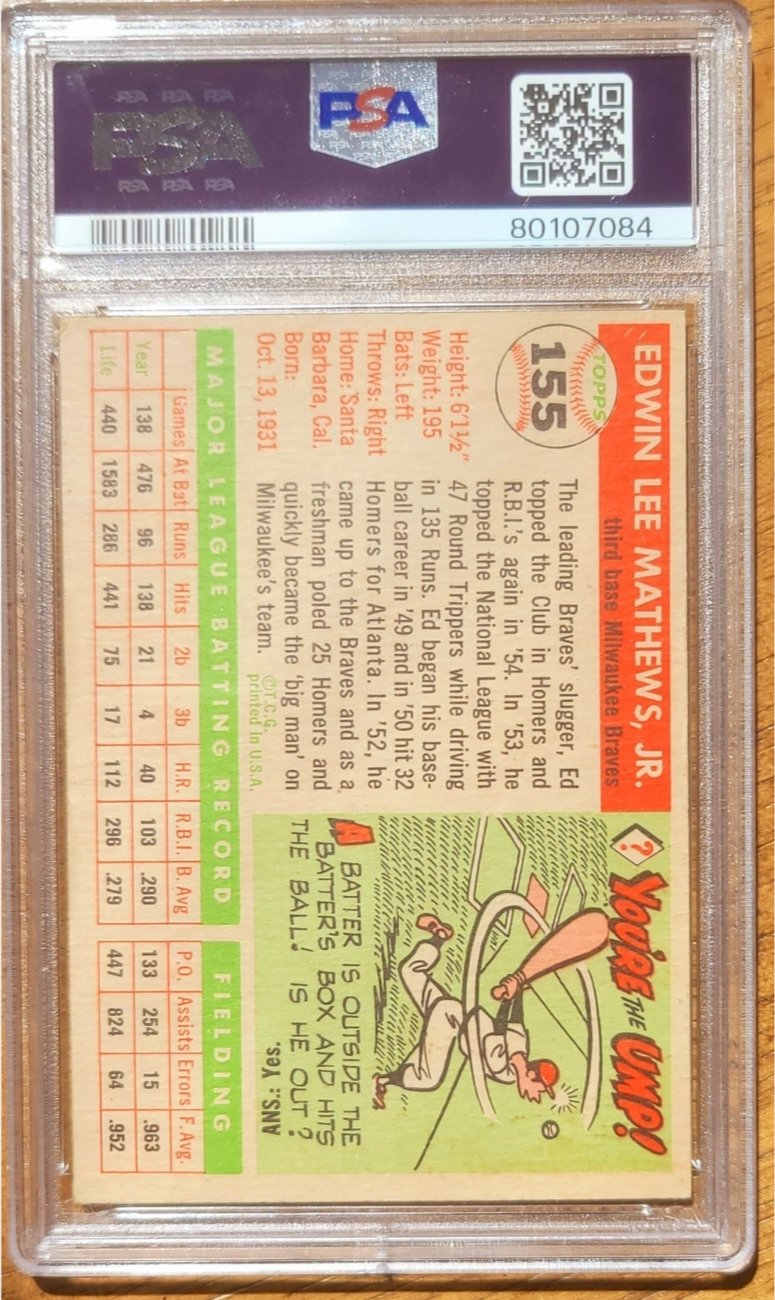 PSA PSA PSA
PSA
PSA PSA PSA
PSA
80107084
TOPPS
155
EDWIN LEE MATHEWS, JR.
third base Milwaukee Braves
Height: 6'1½"
Weight: 195
Bats: Left
Throws: Right
Home: Santa
Barbara, Cal.
Born:
Oct. 13, 1931
The leading Braves' slugger, Ed
topped the Club in Homers and
R.B.I.'s again in '54. In '53, he
topped the National League with
47 Round Trippers while driving
in 135 Runs. Ed began his base-
ball career in '49 and in '50 hit 32
Homers for Atlanta. In '52, he
came up to the Braves and as a
freshman poled 25 Homers and
quickly became the 'big man' on
Milwaukee's team.
©T.C.G.
printed in U.S.A.
? YOU'RE THE UMP!
A BATTER IS OUTSIDE THE
BATTER'S BOX AND HITS
THE BALL! IS HE OUT?
ANS.: Yes.
MAJOR LEAGUE BATTING RECORD FIELDING
Games At Bat Runs Hits 2b 3b H.R. R.B.I. B. Avg P.O. Assists Errors F. Avg.
Year 138 476 96 138 21 4 40 103 .290 133 254 15 .963
Life 440 1583 286 441 75 17 112 296 .279 447 824 64 .952